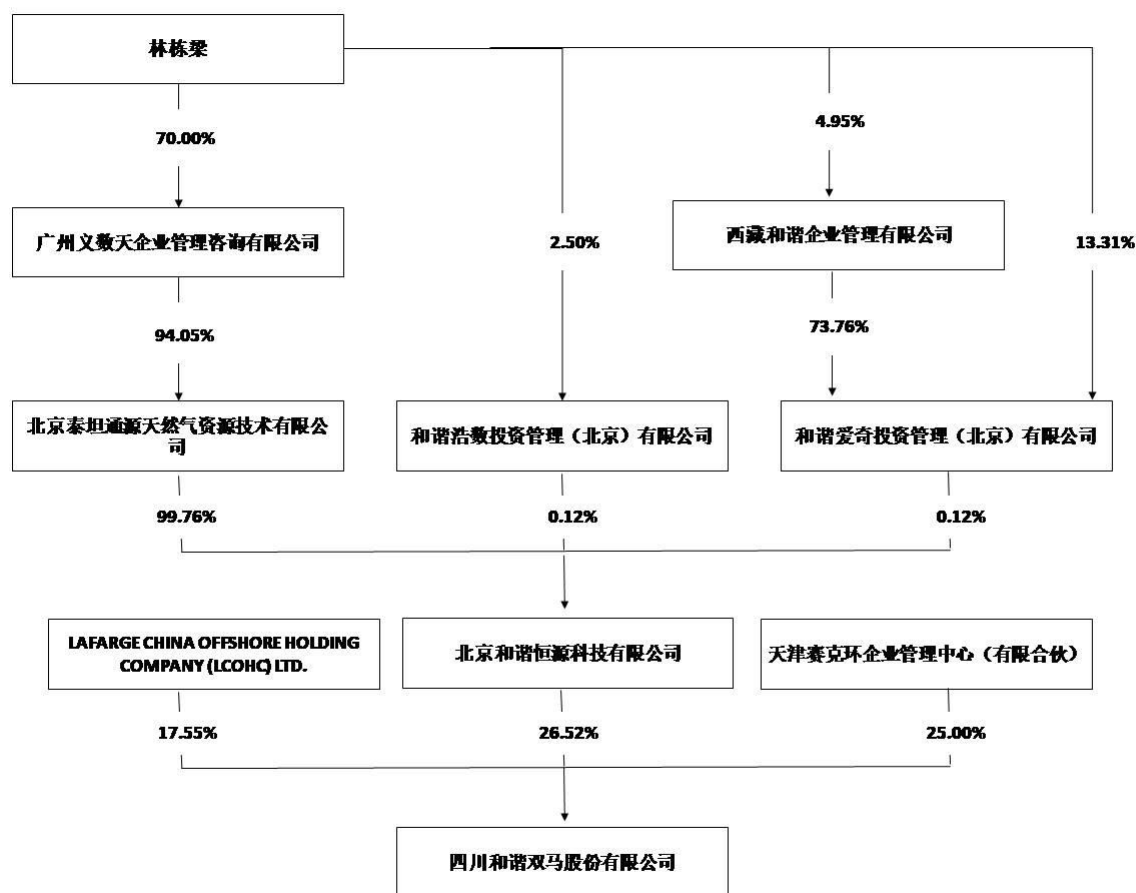 林栋梁
70.00%
4.95%
广州义数天企业管理咨询有限公司
2.50%
西藏和谐企业管理有限公司
13.31%
94.05%
73.76%
北京泰坦通源天然气资源技术有限公
司
和谐浩数投资管理（北京）有限公司
和谐爱奇投资管理（北京）有限公司
99.76%
0.12%
0.12%
LAFARGE CHINA OFFSHORE HOLDING
COMPANY (LCOHC) LTD.
北京和谐恒源科技有限公司
天津赛克环企业管理中心（有限合伙）
17.55%
26.52%
25.00%
四川和谐双马股份有限公司